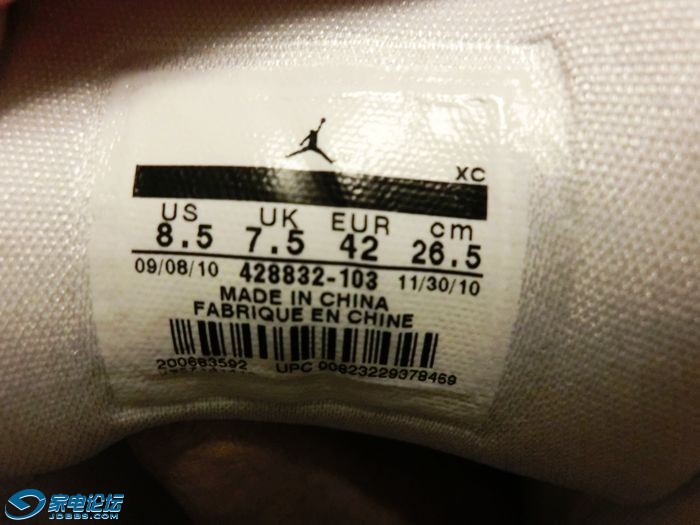 XC
US UK EUR cm
8.5 7.5 42 26.5
09/08/10 428832-103 11/30/10
MADE IN CHINA
FABRIQUE EN CHINE
200663592 UPC 00823229378469
家电论坛
JDBBS.COM